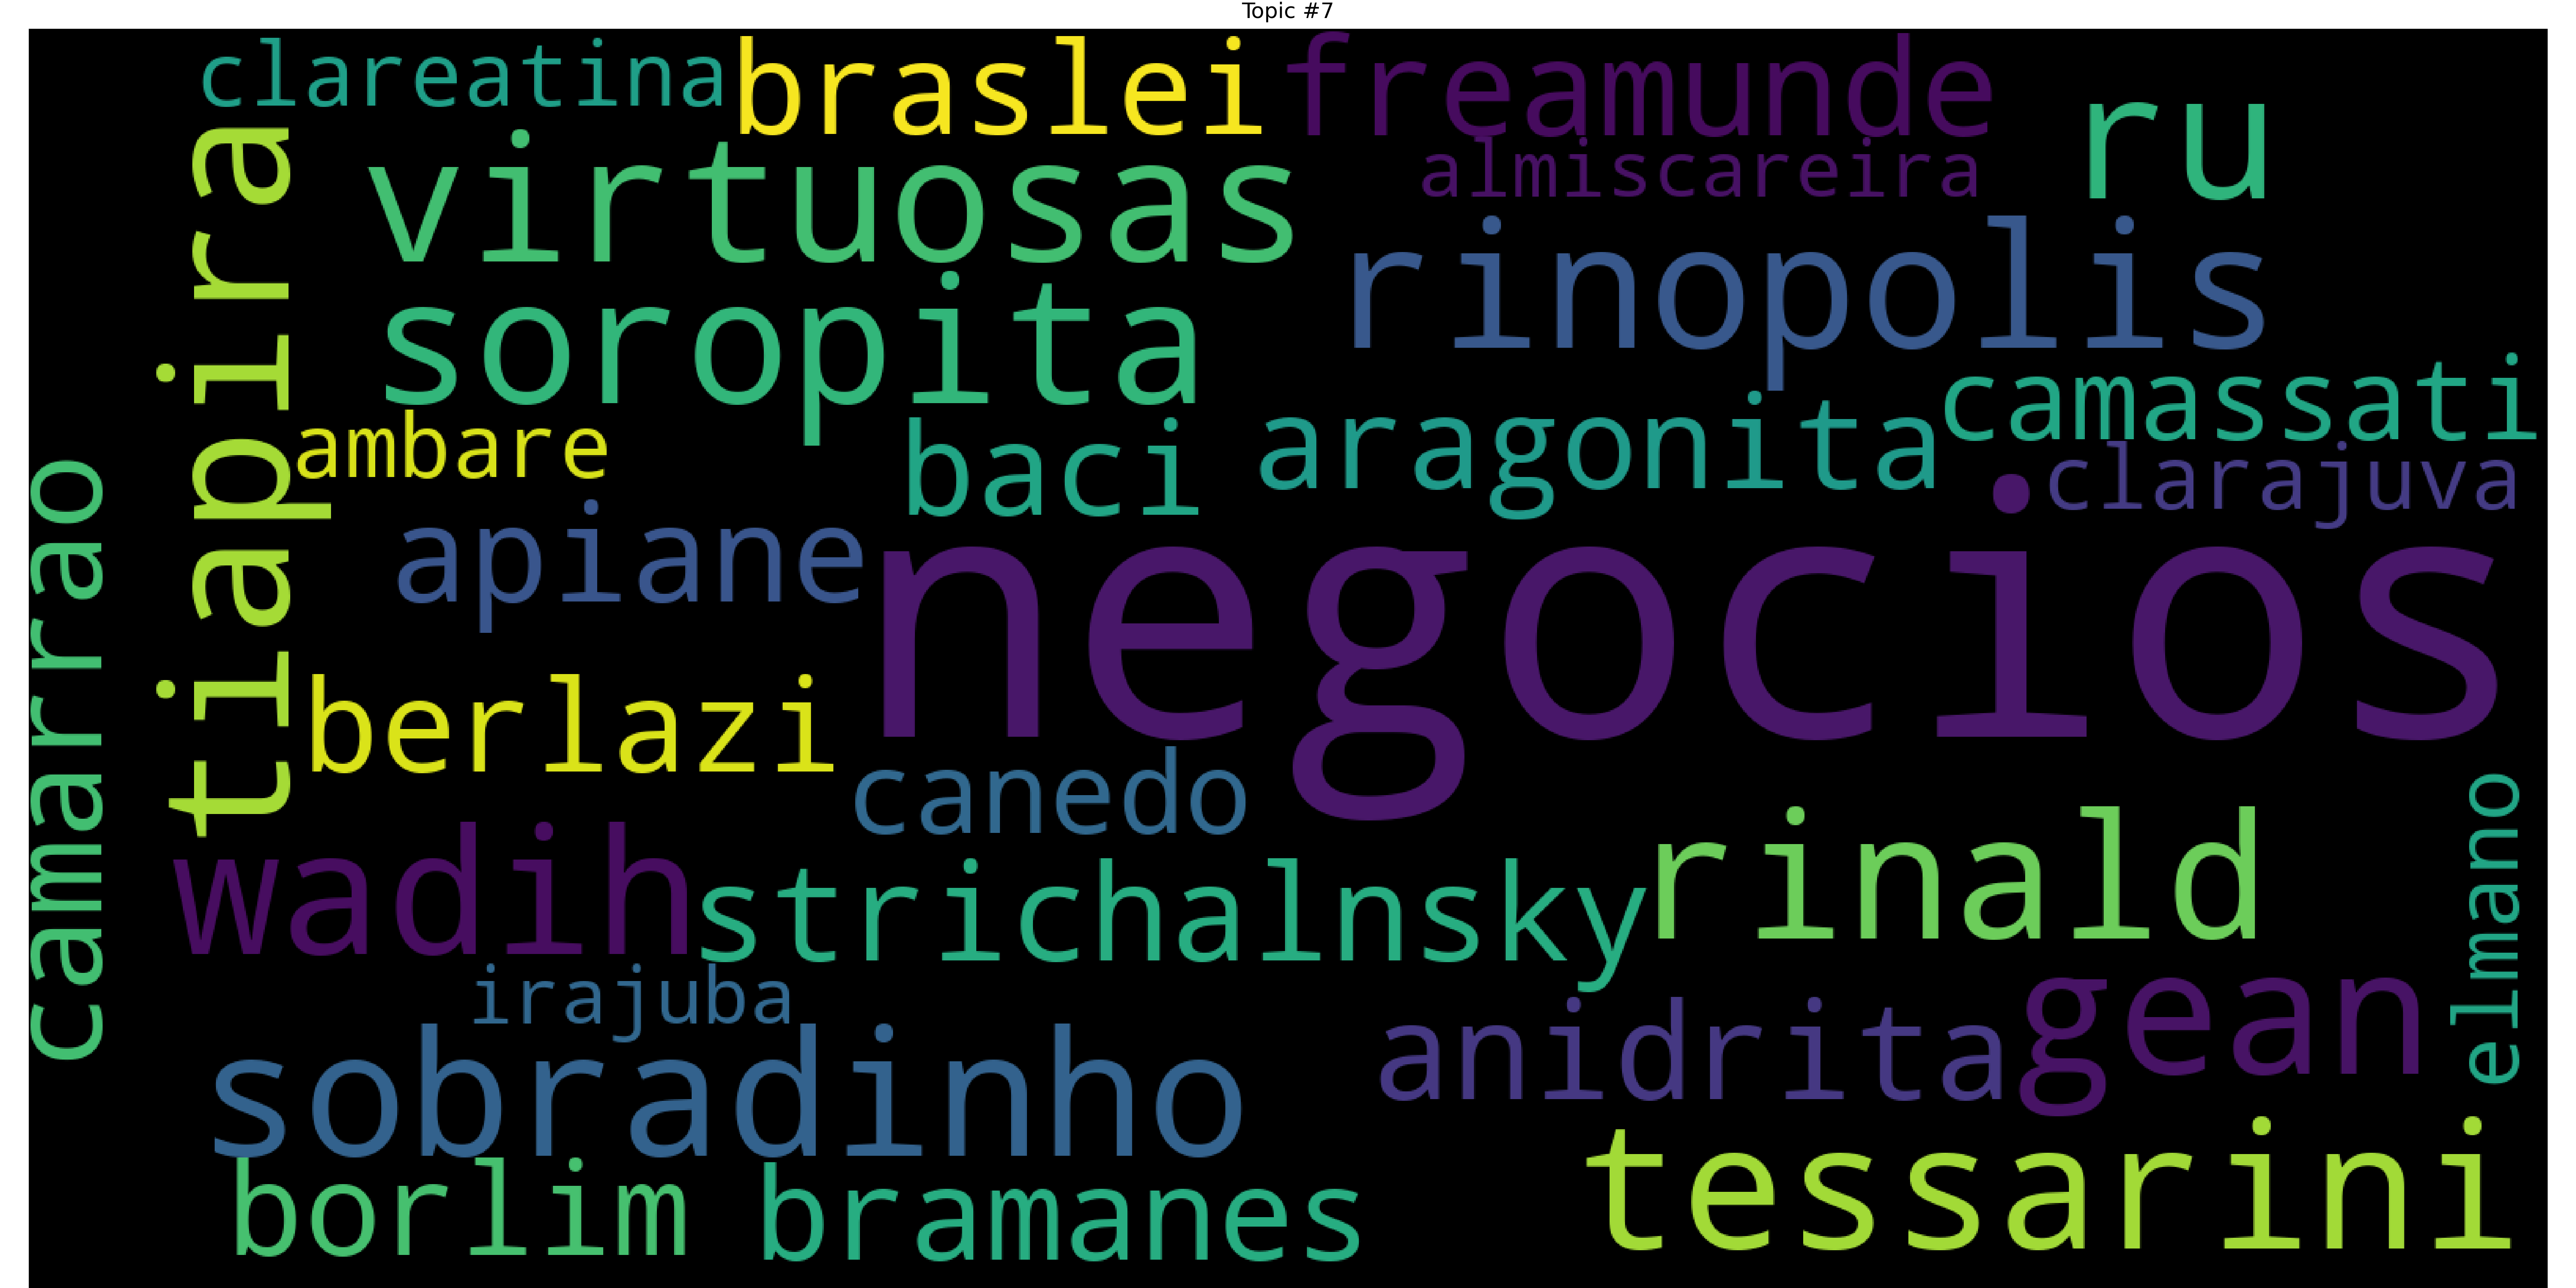 Topic #7
clareatina
braslei
freamunde
ru
almiscareira
virtuosas
tiapira
rinopolis
soropita
camassati
ambare
baci
aragonita
clarajuva
camarrao
apiane
negocios
berlazi
canedo
elmano
wadih
strichalnsky
rinald
irajuba
gean
anidrita
sobradinho
tessarini
borlim
bramanes